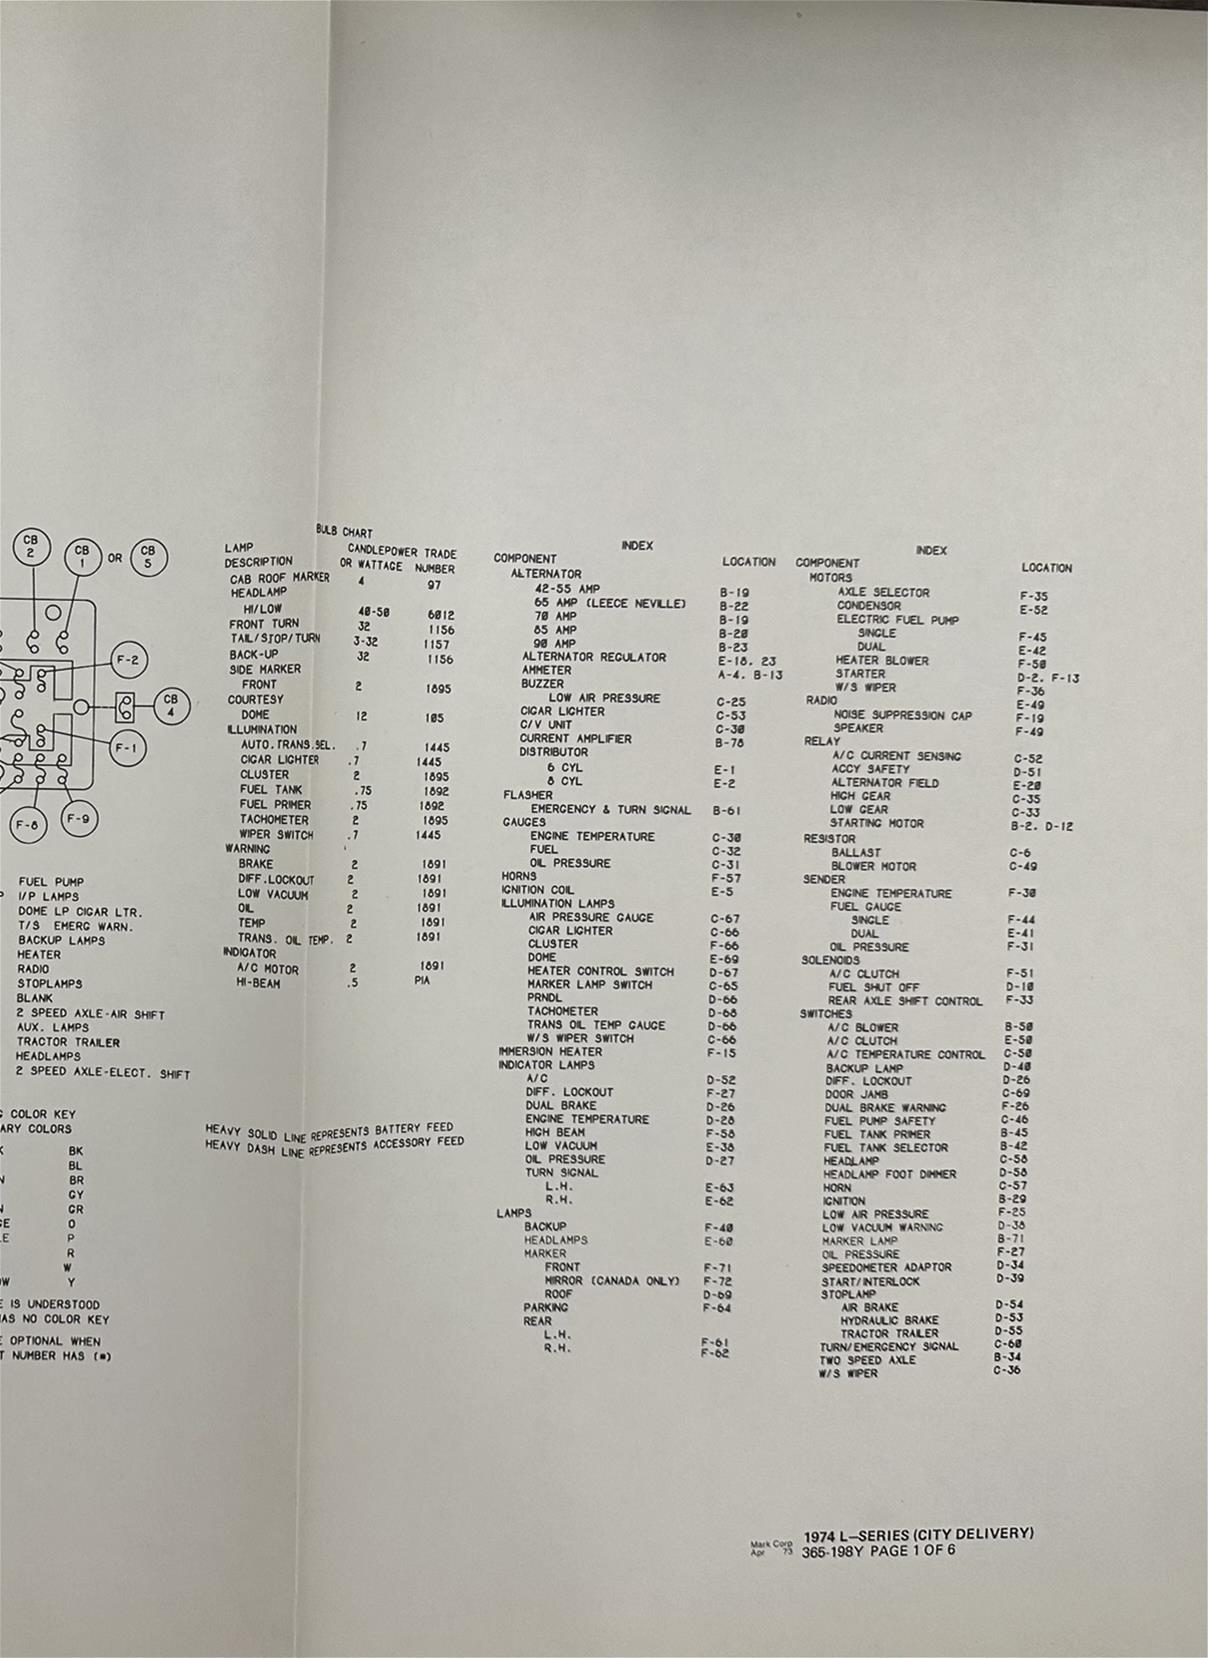 CB 2
CB 1 OR CB 5
F-2
CB 4
F-1
F-8
F-9
FUEL PUMP
I/P LAMPS
DOME LP CIGAR LTR.
T/S EMERG WARN.
BACKUP LAMPS
HEATER
RADIO
STOPLAMPS
BLANK
2 SPEED AXLE-AIR SHIFT
AUX. LAMPS
TRACTOR TRAILER
HEADLAMPS
2 SPEED AXLE-ELECT. SHIFT
COLOR KEY
ARY COLORS
BK
BL
BR
GY
GR
O
P
R
W
Y
IS UNDERSTOOD
AS NO COLOR KEY
OPTIONAL WHEN
T NUMBER HAS (*)
BULB CHART
LAMP DESCRIPTION CANDLEPOWER OR WATTAGE TRADE NUMBER
CAB ROOF MARKER 4 97
HEADLAMP
HI/LOW 40-50 6012
FRONT TURN 32 1156
TAIL/STOP/TURN 3-32 1157
BACK-UP 32 1156
SIDE MARKER
FRONT 2 1895
COURTESY
DOME 12 105
ILLUMINATION
AUTO.TRANS.SEL. .7 1445
CIGAR LIGHTER .7 1445
CLUSTER 2 1895
FUEL TANK .75 1892
FUEL PRIMER .75 1892
TACHOMETER 2 1895
WIPER SWITCH .7 1445
WARNING
BRAKE 2 1891
DIFF.LOCKOUT 2 1891
LOW VACUUM 2 1891
OIL 2 1891
TEMP 2 1891
TRANS. OIL TEMP. 2 1891
INDICATOR
A/C MOTOR 2 1891
HI-BEAM .5 PIA
HEAVY SOLID LINE REPRESENTS BATTERY FEED
HEAVY DASH LINE REPRESENTS ACCESSORY FEED
INDEX
COMPONENT LOCATION
ALTERNATOR
42-55 AMP B-19
65 AMP (LEECE NEVILLE) B-22
70 AMP B-19
85 AMP B-20
90 AMP B-23
ALTERNATOR REGULATOR E-18, 23
AMMETER A-4, B-13
BUZZER
LOW AIR PRESSURE C-25
CIGAR LIGHTER C-53
C/V UNIT C-30
CURRENT AMPLIFIER B-78
DISTRIBUTOR
6 CYL E-1
8 CYL E-2
FLASHER
EMERGENCY & TURN SIGNAL B-61
GAUGES
ENGINE TEMPERATURE C-30
FUEL C-32
OIL PRESSURE C-31
HORNS F-57
IGNITION COIL E-5
ILLUMINATION LAMPS
AIR PRESSURE GAUGE C-67
CIGAR LIGHTER C-66
CLUSTER F-66
DOME E-69
HEATER CONTROL SWITCH D-67
MARKER LAMP SWITCH C-65
PRNDL D-66
TACHOMETER D-68
TRANS OIL TEMP GAUGE D-66
W/S WIPER SWITCH C-66
IMMERSION HEATER F-15
INDICATOR LAMPS
A/C D-52
DIFF. LOCKOUT F-27
DUAL BRAKE D-26
ENGINE TEMPERATURE D-28
HIGH BEAM F-58
LOW VACUUM E-38
OIL PRESSURE D-27
TURN SIGNAL
L.H. E-63
R.H. E-62
LAMPS
BACKUP F-40
HEADLAMPS E-60
MARKER
FRONT F-71
MIRROR (CANADA ONLY) F-72
ROOF D-69
PARKING F-64
REAR
L.H. F-61
R.H. F-62
INDEX
COMPONENT LOCATION
MOTORS
AXLE SELECTOR F-35
CONDENSOR E-52
ELECTRIC FUEL PUMP
SINGLE F-45
DUAL E-42
HEATER BLOWER F-50
STARTER D-2, F-13
W/S WIPER F-36
RADIO E-49
NOISE SUPPRESSION CAP F-19
SPEAKER F-49
RELAY
A/C CURRENT SENSING C-52
ACCY SAFETY D-51
ALTERNATOR FIELD E-20
HIGH GEAR C-35
LOW GEAR C-33
STARTING MOTOR B-2, D-12
RESISTOR
BALLAST C-6
BLOWER MOTOR C-49
SENDER
ENGINE TEMPERATURE F-30
FUEL GAUGE
SINGLE F-44
DUAL E-41
OIL PRESSURE F-31
SOLENOIDS
A/C CLUTCH F-51
FUEL SHUT OFF D-10
REAR AXLE SHIFT CONTROL F-33
SWITCHES
A/C BLOWER B-50
A/C CLUTCH E-50
A/C TEMPERATURE CONTROL C-50
BACKUP LAMP D-40
DIFF. LOCKOUT D-26
DOOR JAMB C-69
DUAL BRAKE WARNING F-26
FUEL PUMP SAFETY C-46
FUEL TANK PRIMER B-45
FUEL TANK SELECTOR B-42
HEADLAMP C-58
HEADLAMP FOOT DIMMER D-58
HORN C-57
IGNITION B-29
LOW AIR PRESSURE F-25
LOW VACUUM WARNING D-38
MARKER LAMP B-71
OIL PRESSURE F-27
SPEEDOMETER ADAPTOR D-34
START/INTERLOCK D-39
STOPLAMP
AIR BRAKE D-54
HYDRAULIC BRAKE D-53
TRACTOR TRAILER D-55
TURN/EMERGENCY SIGNAL C-60
TWO SPEED AXLE B-34
W/S WIPER C-36
Mark Corp
Apr 73
1974 L-SERIES (CITY DELIVERY)
365-198Y PAGE 1 OF 6